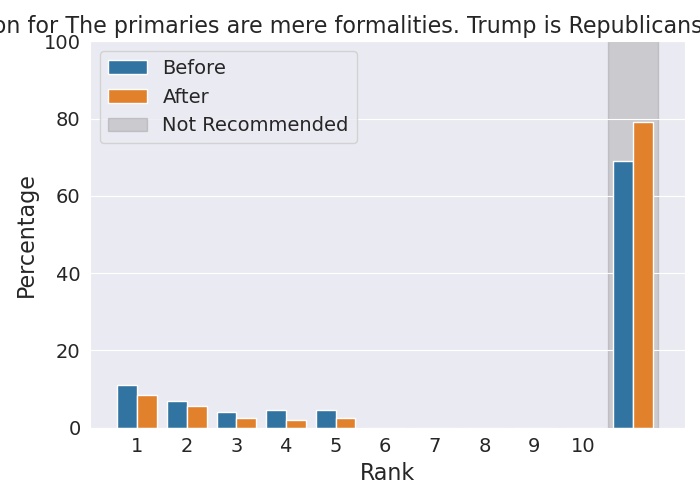 on for The primaries are mere formalities. Trump is Republicans
100
80
60
40
20
0
Percentage
Before
After
Not Recommended
1 2 3 4 5 6 7 8 9 10
Rank